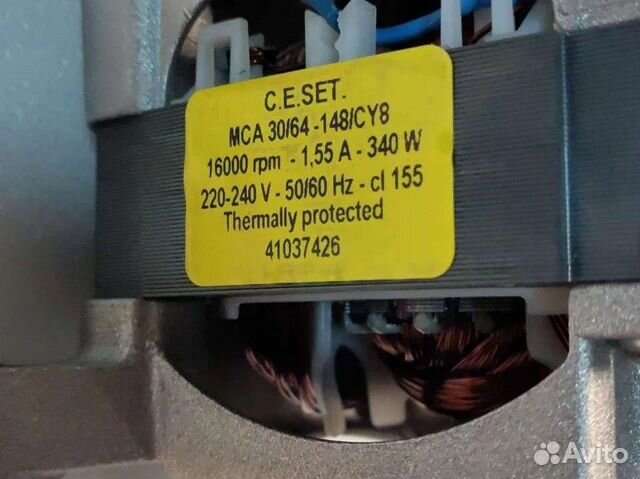 C.E.SET.
MCA 30/64 -148/CY8
16000 rpm - 1,55 A - 340 W
220-240 V - 50/60 Hz - cl 155
Thermally protected
41037426
Avito